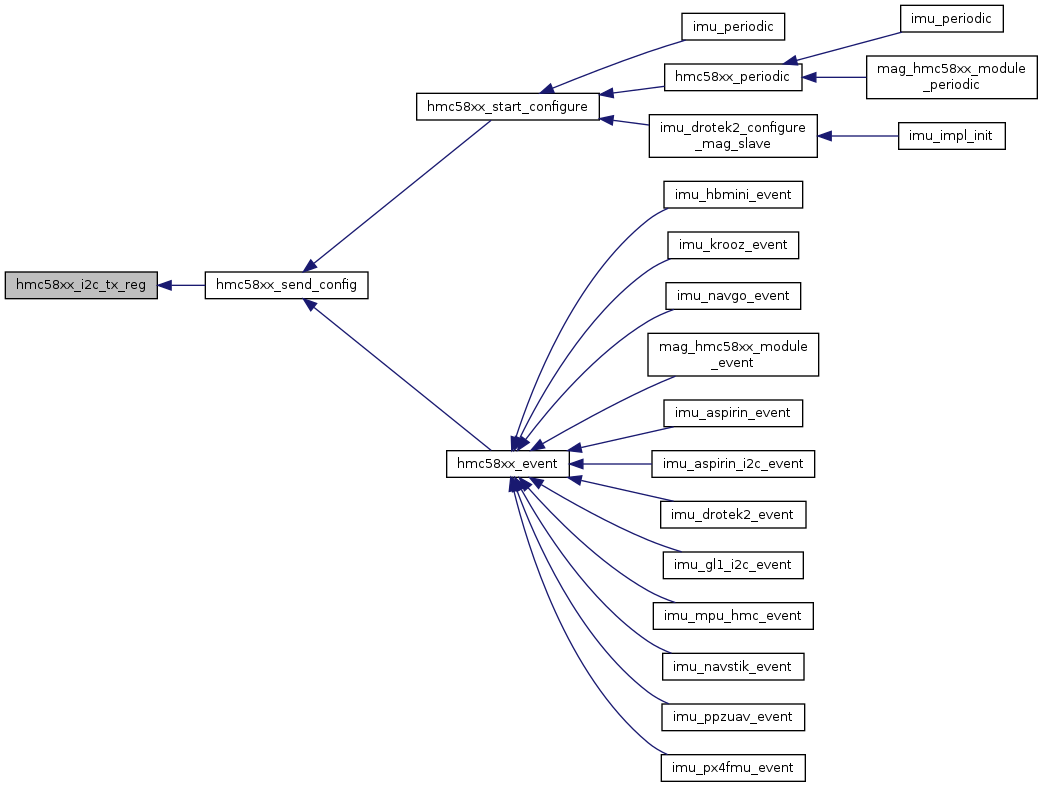 imu_periodic
imu_periodic
hmc58xx_periodic
mag_hmc58xx_module
_periodic
hmc58xx_start_configure
imu_drotek2_configure
_mag_slave
imu_impl_init
imu_hbmini_event
imu_krooz_event
hmc58xx_i2c_tx_reg
hmc58xx_send_config
imu_navgo_event
mag_hmc58xx_module
_event
imu_aspirin_event
hmc58xx_event
imu_aspirin_i2c_event
imu_drotek2_event
imu_gl1_i2c_event
imu_mpu_hmc_event
imu_navstik_event
imu_ppzuav_event
imu_px4fmu_event